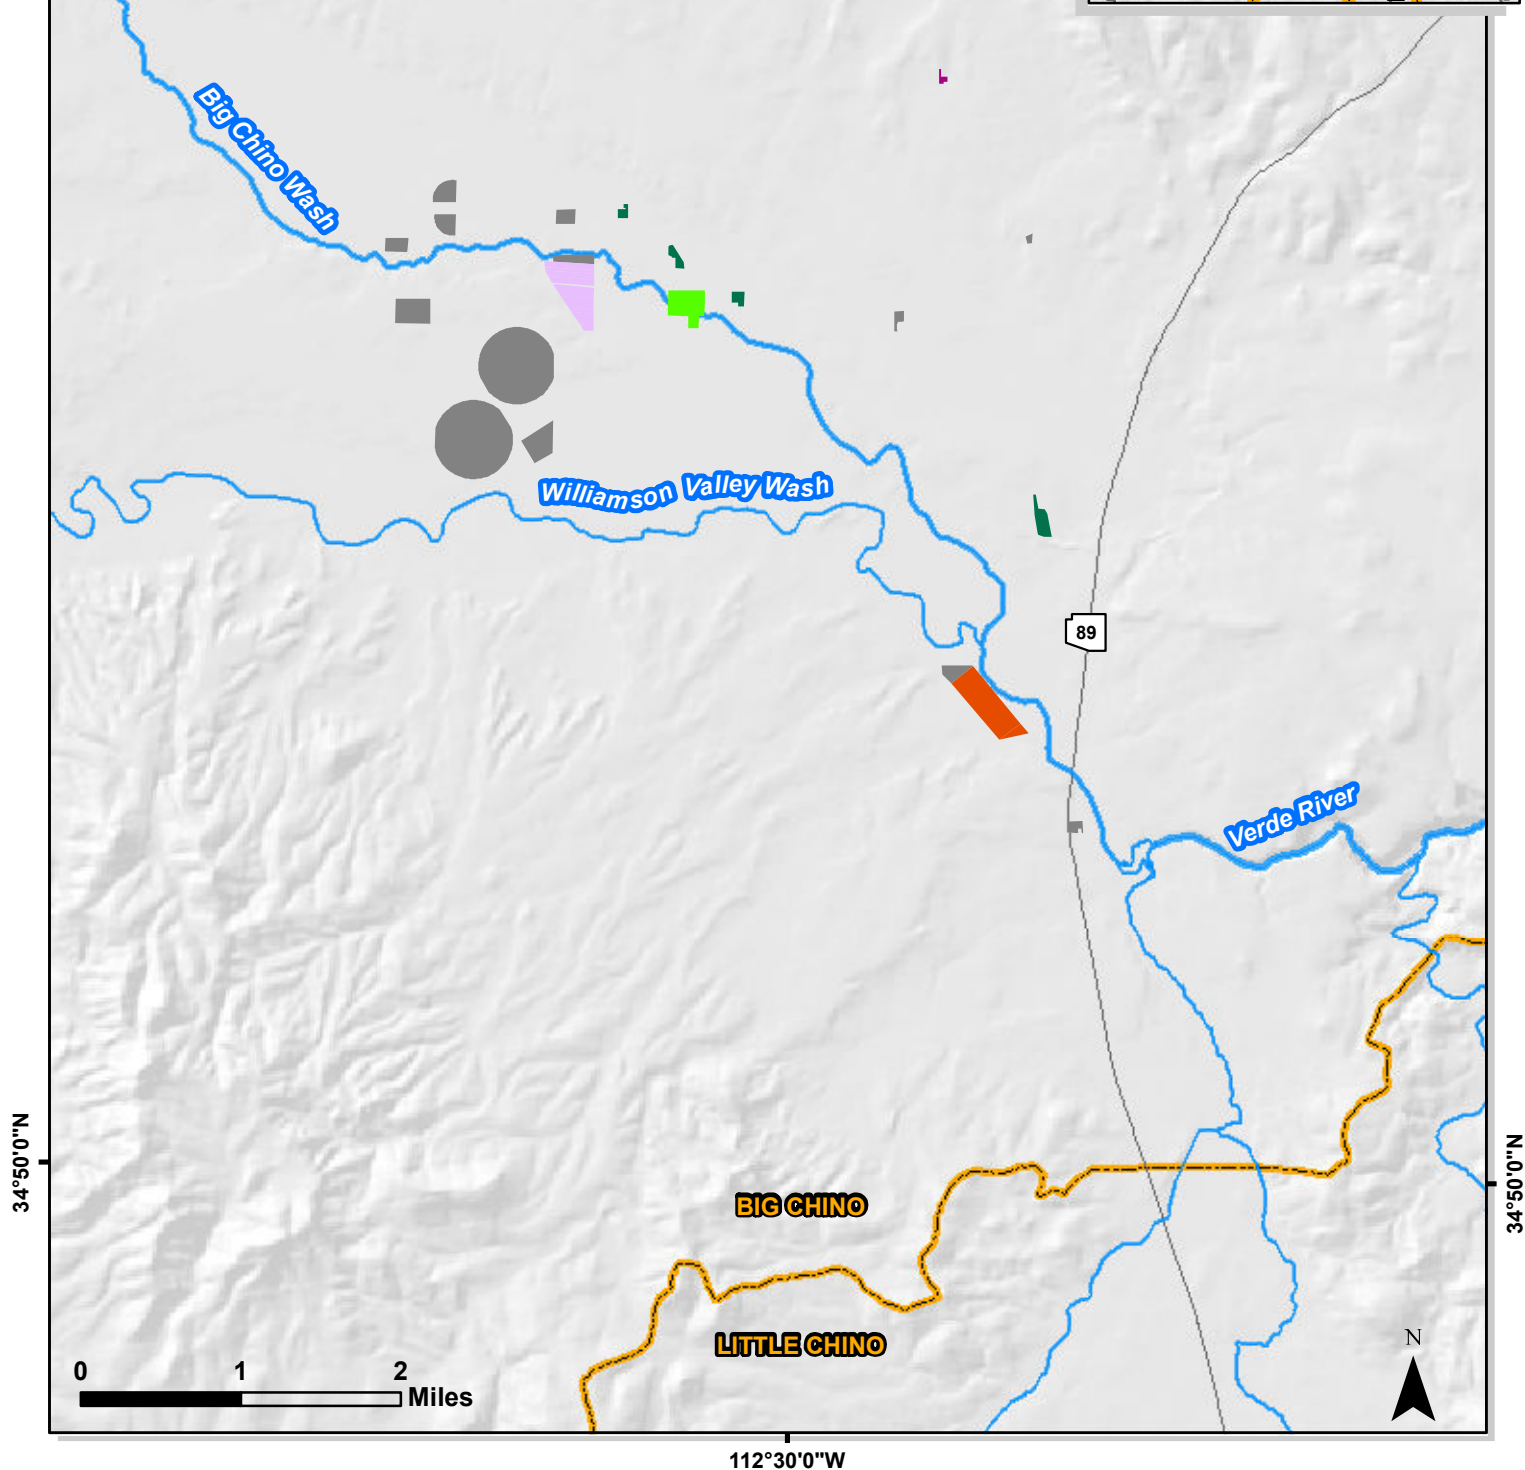 Big Chino Wash
Williamson Valley Wash
89
Verde River
34°50'0"N
34°50'0"N
BIG CHINO
LITTLE CHINO
N
0 1 2
Miles
112°30'0"W